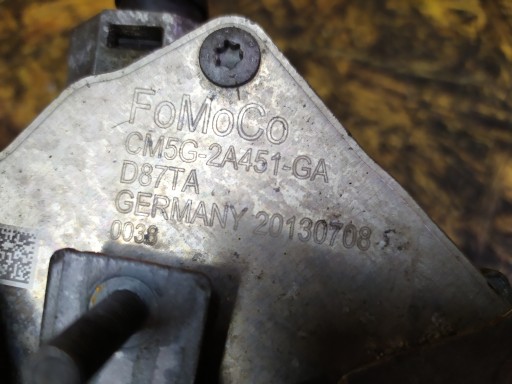 FoMoCo
CM5G-2A451-GA
D87TA
GERMANY 20130708 S
0038